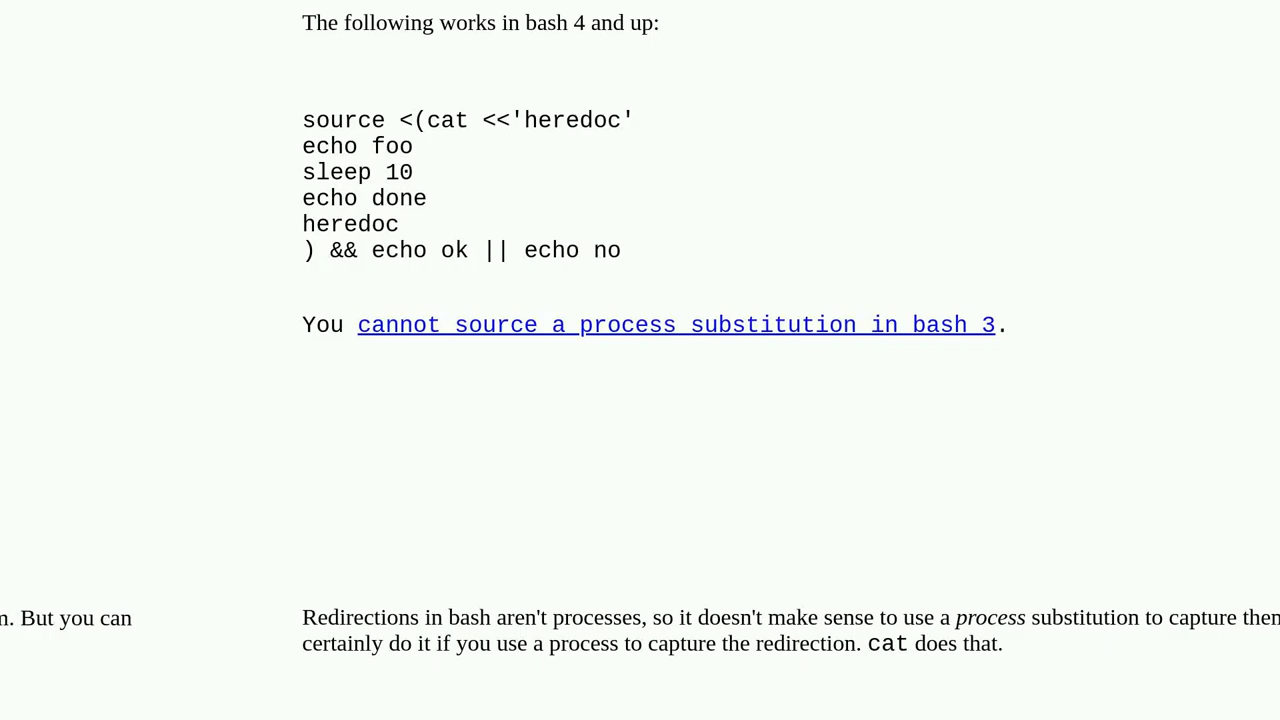 The following works in bash 4 and up:
source <(cat <<'heredoc'
echo foo
sleep 10
echo done
heredoc
) && echo ok || echo no
You cannot source a process substitution in bash 3.
m. But you can
Redirections in bash aren't processes, so it doesn't make sense to use a process substitution to capture them
certainly do it if you use a process to capture the redirection. cat does that.